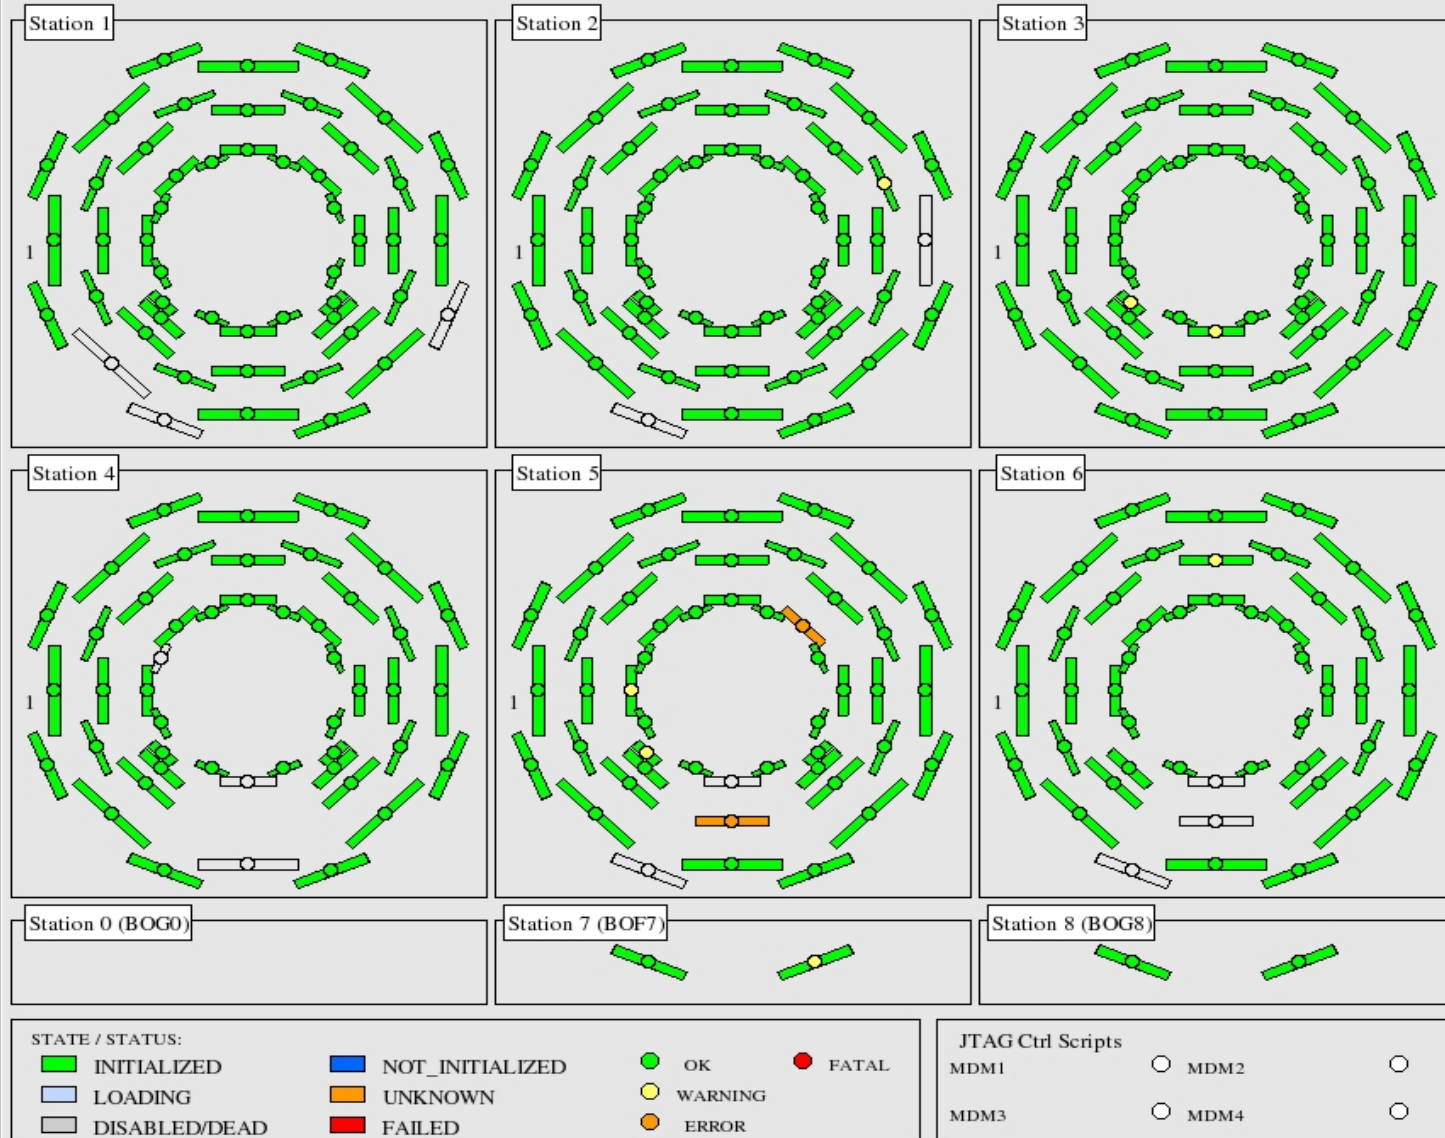 Station 1
Station 2
Station 3
1
1
1
Station 4
Station 5
Station 6
1
1
1
Station 0 (BOG0)
Station 7 (BOF7)
Station 8 (BOG8)
STATE / STATUS:
INITIALIZED
NOT_INITIALIZED
OK
FATAL
LOADING
UNKNOWN
WARNING
DISABLED/DEAD
FAILED
ERROR
JTAG Ctrl Scripts
MDM1
MDM2
MDM3
MDM4